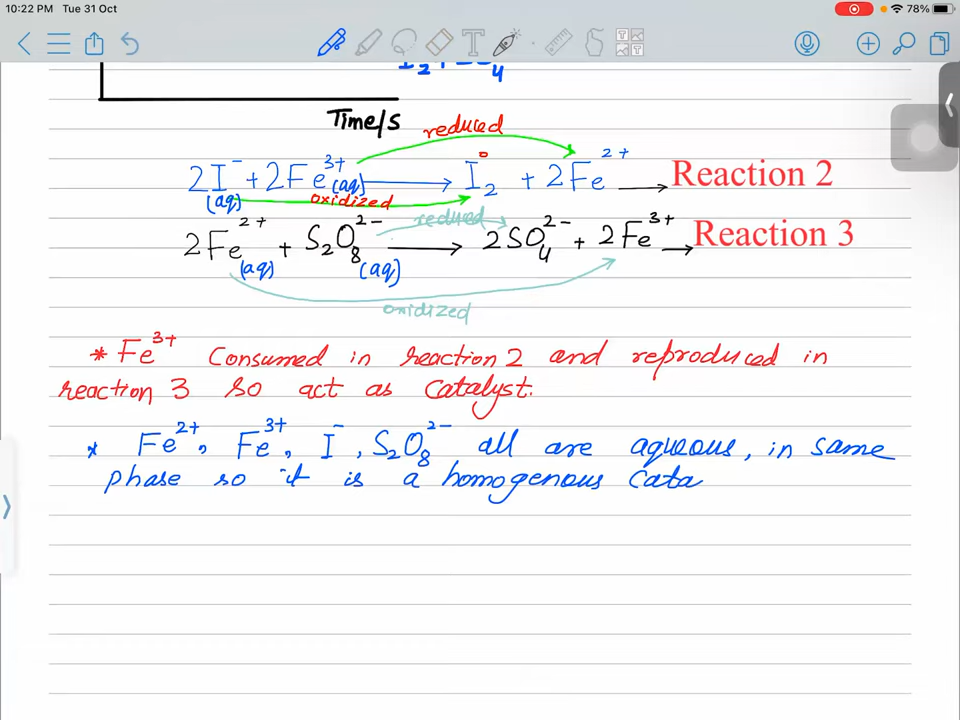 10:22 PM Tue 31 Oct 78%
Time/s
reduced
2I⁻ + 2Fe³⁺ (aq) → I₂⁰ + 2Fe²⁺ → Reaction 2
(aq) oxidized
reduced
2Fe²⁺ (aq) + S₂O₈²⁻ (aq) → 2SO₄²⁻ + 2Fe³⁺ → Reaction 3
oxidized
* Fe³⁺ Consumed in reaction 2 and reproduced in
reaction 3 so act as catalyst.
* Fe²⁺, Fe³⁺, I⁻, S₂O₈²⁻ all are aqueous, in same
phase so it is a homogenous cata